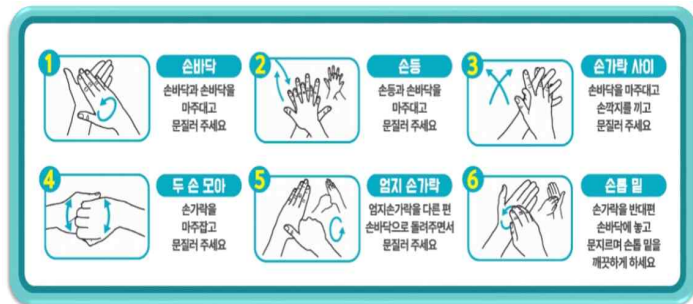 1
손바닥
손바닥과 손바닥을
마주대고
문질러 주세요
2
손등
손등과 손바닥을
마주대고
문질러 주세요
3
손가락 사이
손바닥을 마주대고
손깍지를 끼고
문질러 주세요
4
두 손 모아
손가락을
마주잡고
문질러 주세요
5
엄지 손가락
엄지손가락을 다른 편
손바닥으로 돌려주면서
문질러 주세요
6
손톱 밑
손가락을 반대편
손바닥에 놓고
문지르며 손톱 밑을
깨끗하게 하세요